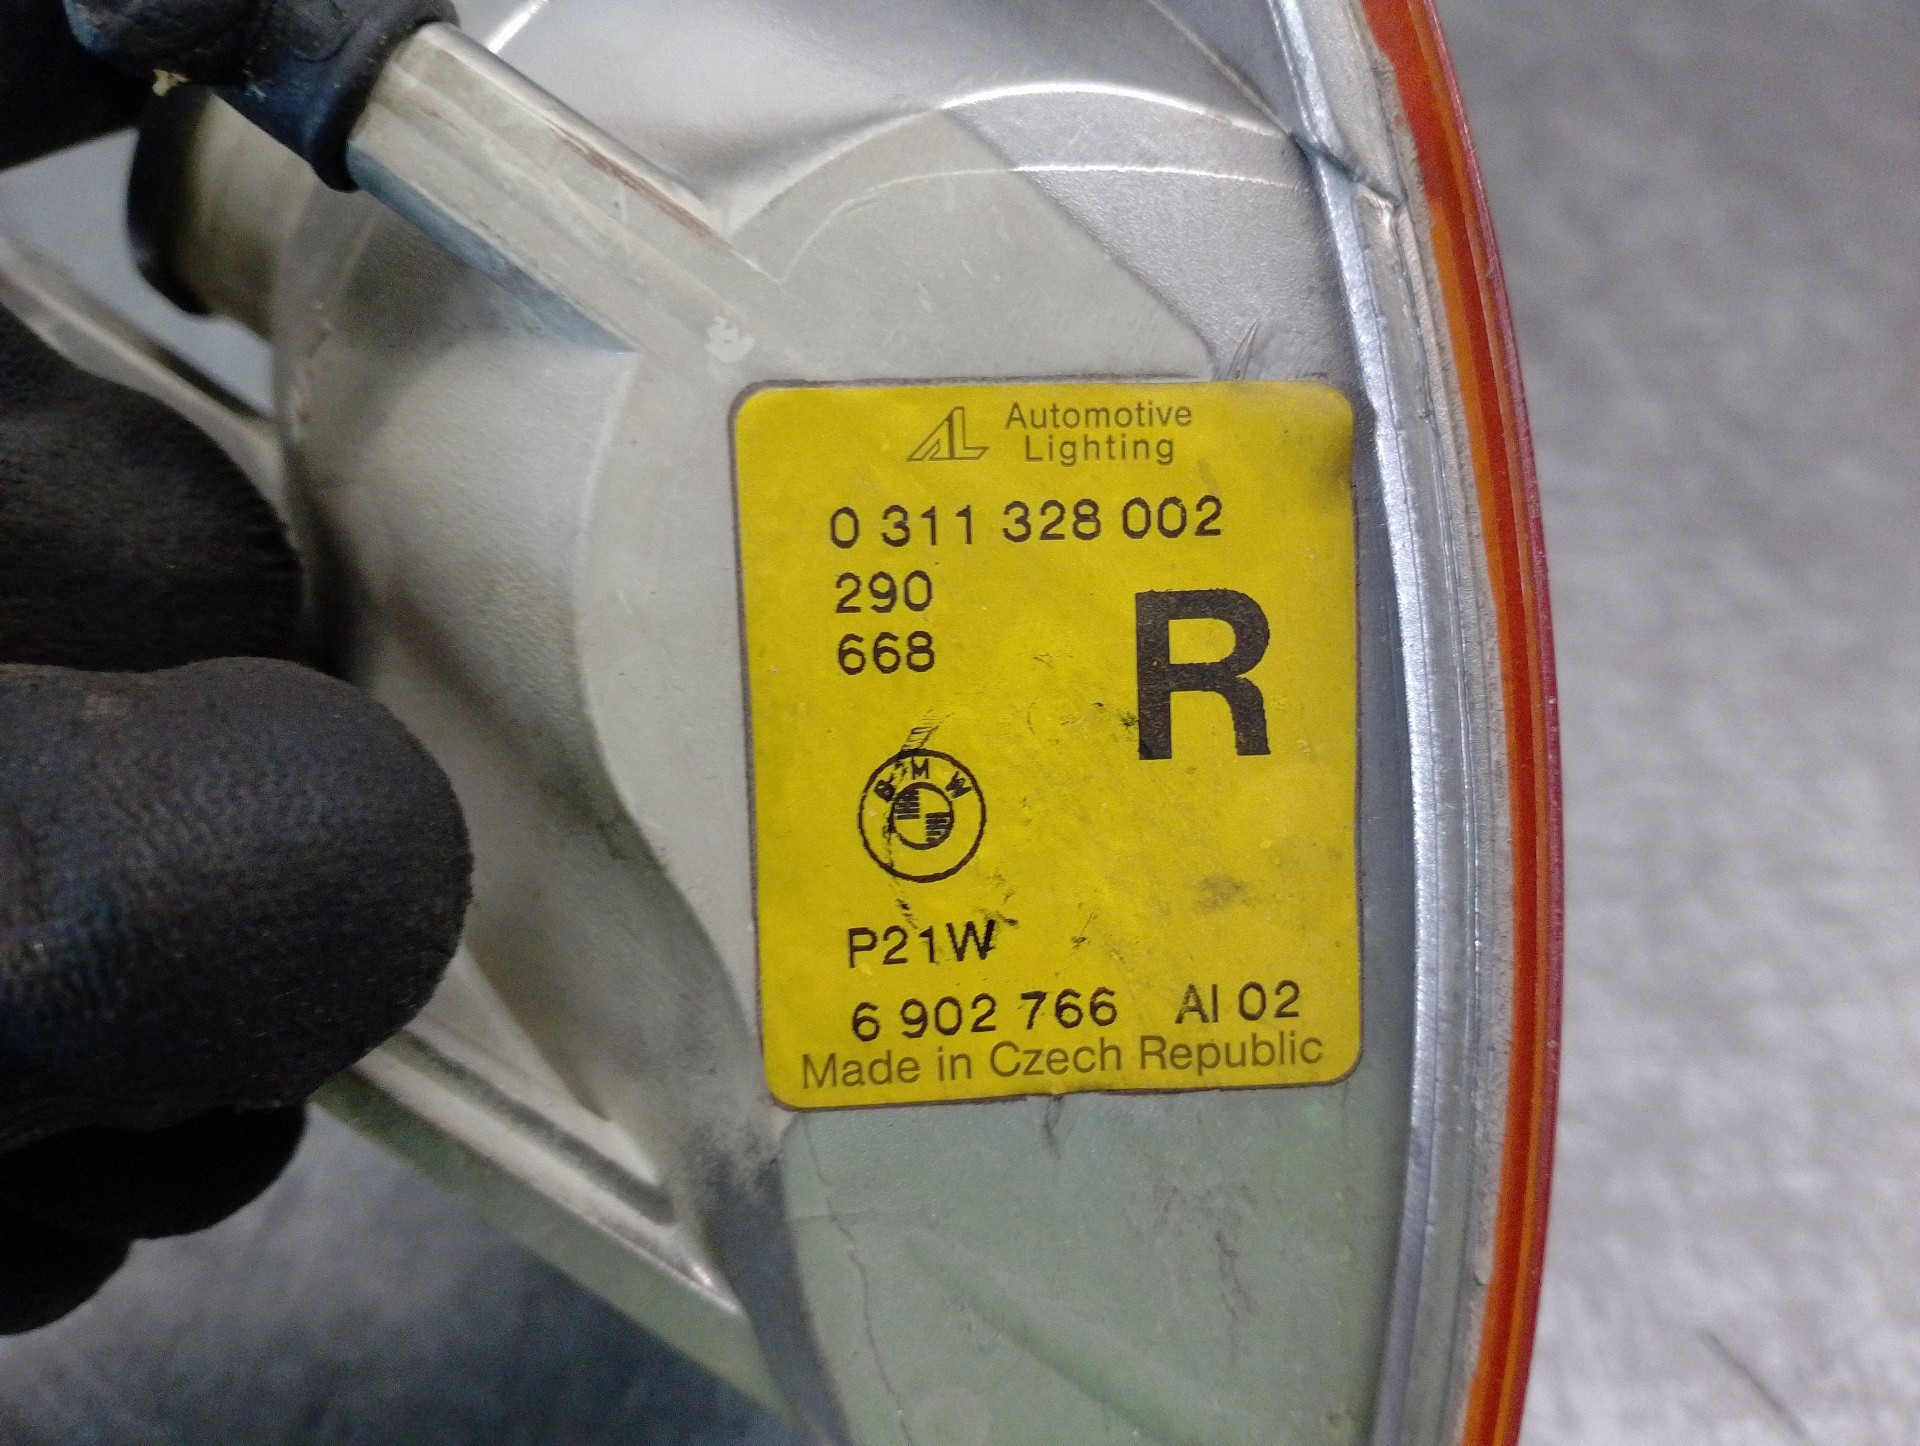 AL Automotive
Lighting
0 311 328 002
290
668
R
BMW
P21W
6 902 766 AI 02
Made in Czech Republic